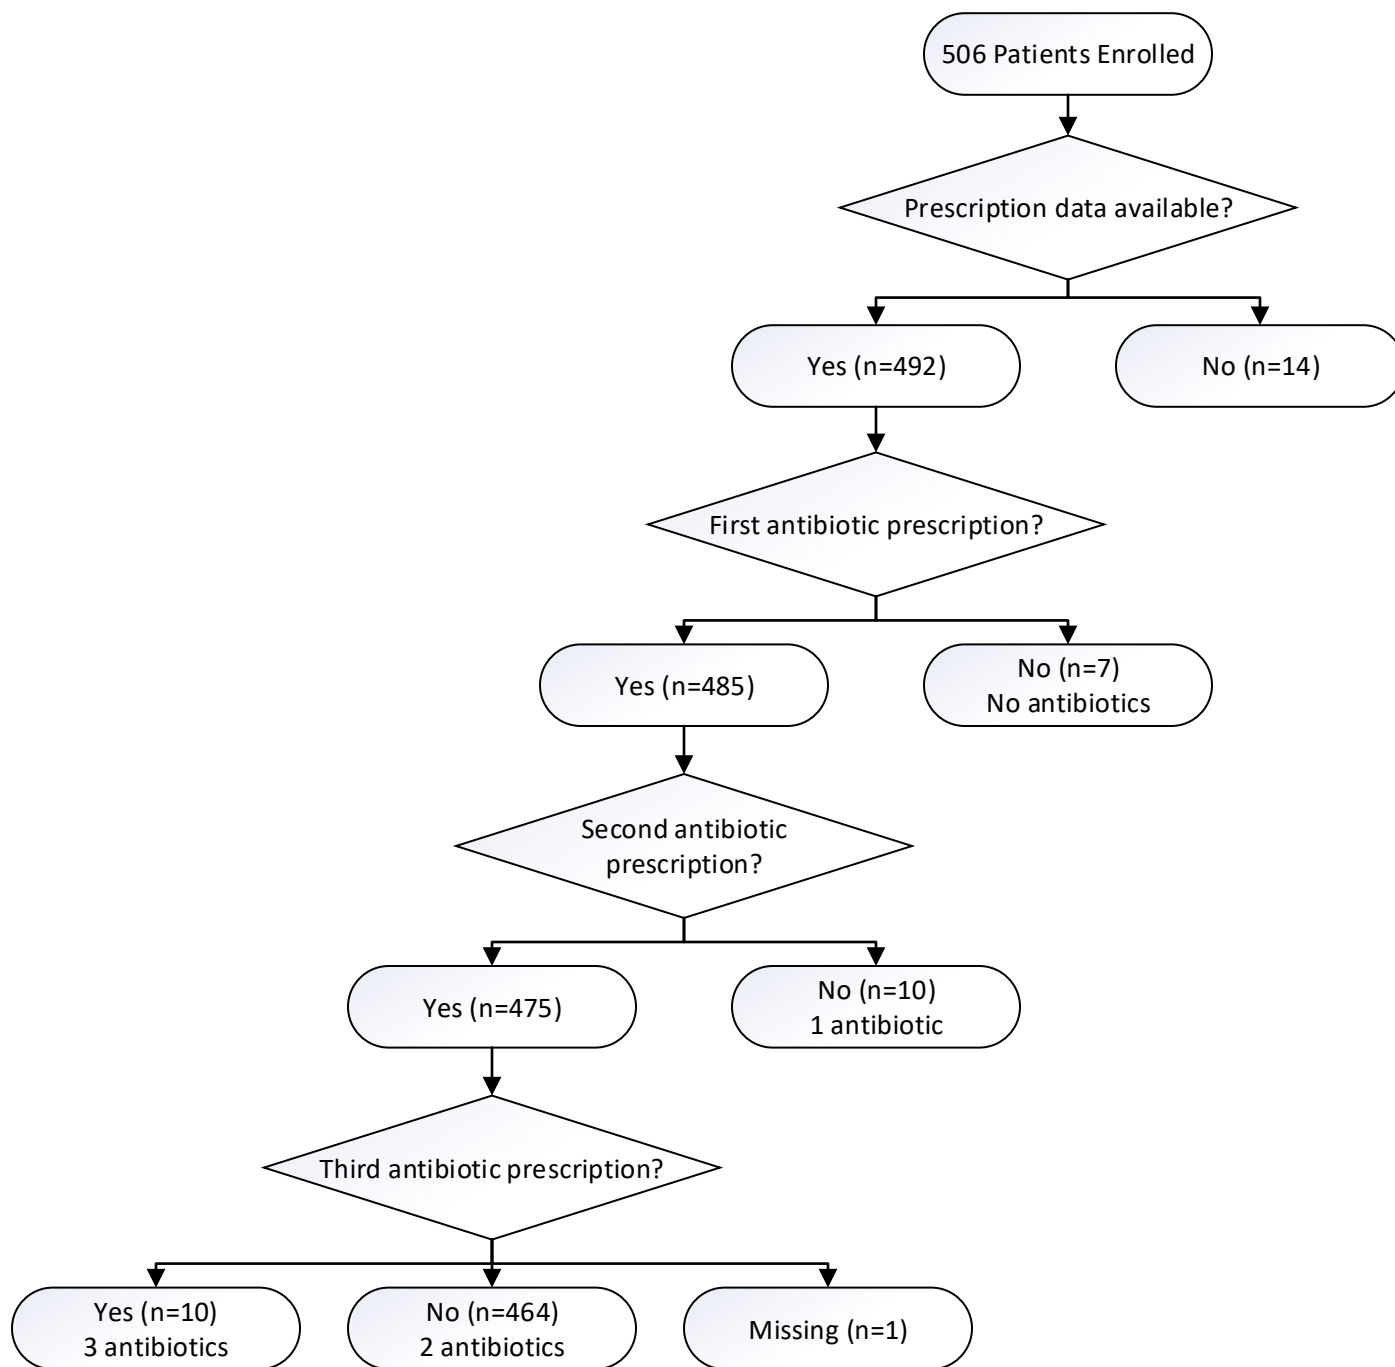 506 Patients Enrolled
Prescription data available?
Yes (n=492)
No (n=14)
First antibiotic prescription?
Yes (n=485)
No (n=7)
No antibiotics
Second antibiotic
prescription?
Yes (n=475)
No (n=10)
1 antibiotic
Third antibiotic prescription?
Yes (n=10)
3 antibiotics
No (n=464)
2 antibiotics
Missing (n=1)